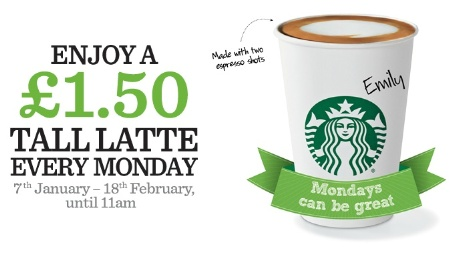 ENJOY A
£1.50
TALL LATTE
EVERY MONDAY
7th January – 18th February,
until 11am
Made with two
espresso shots
Emily
Mondays
can be great